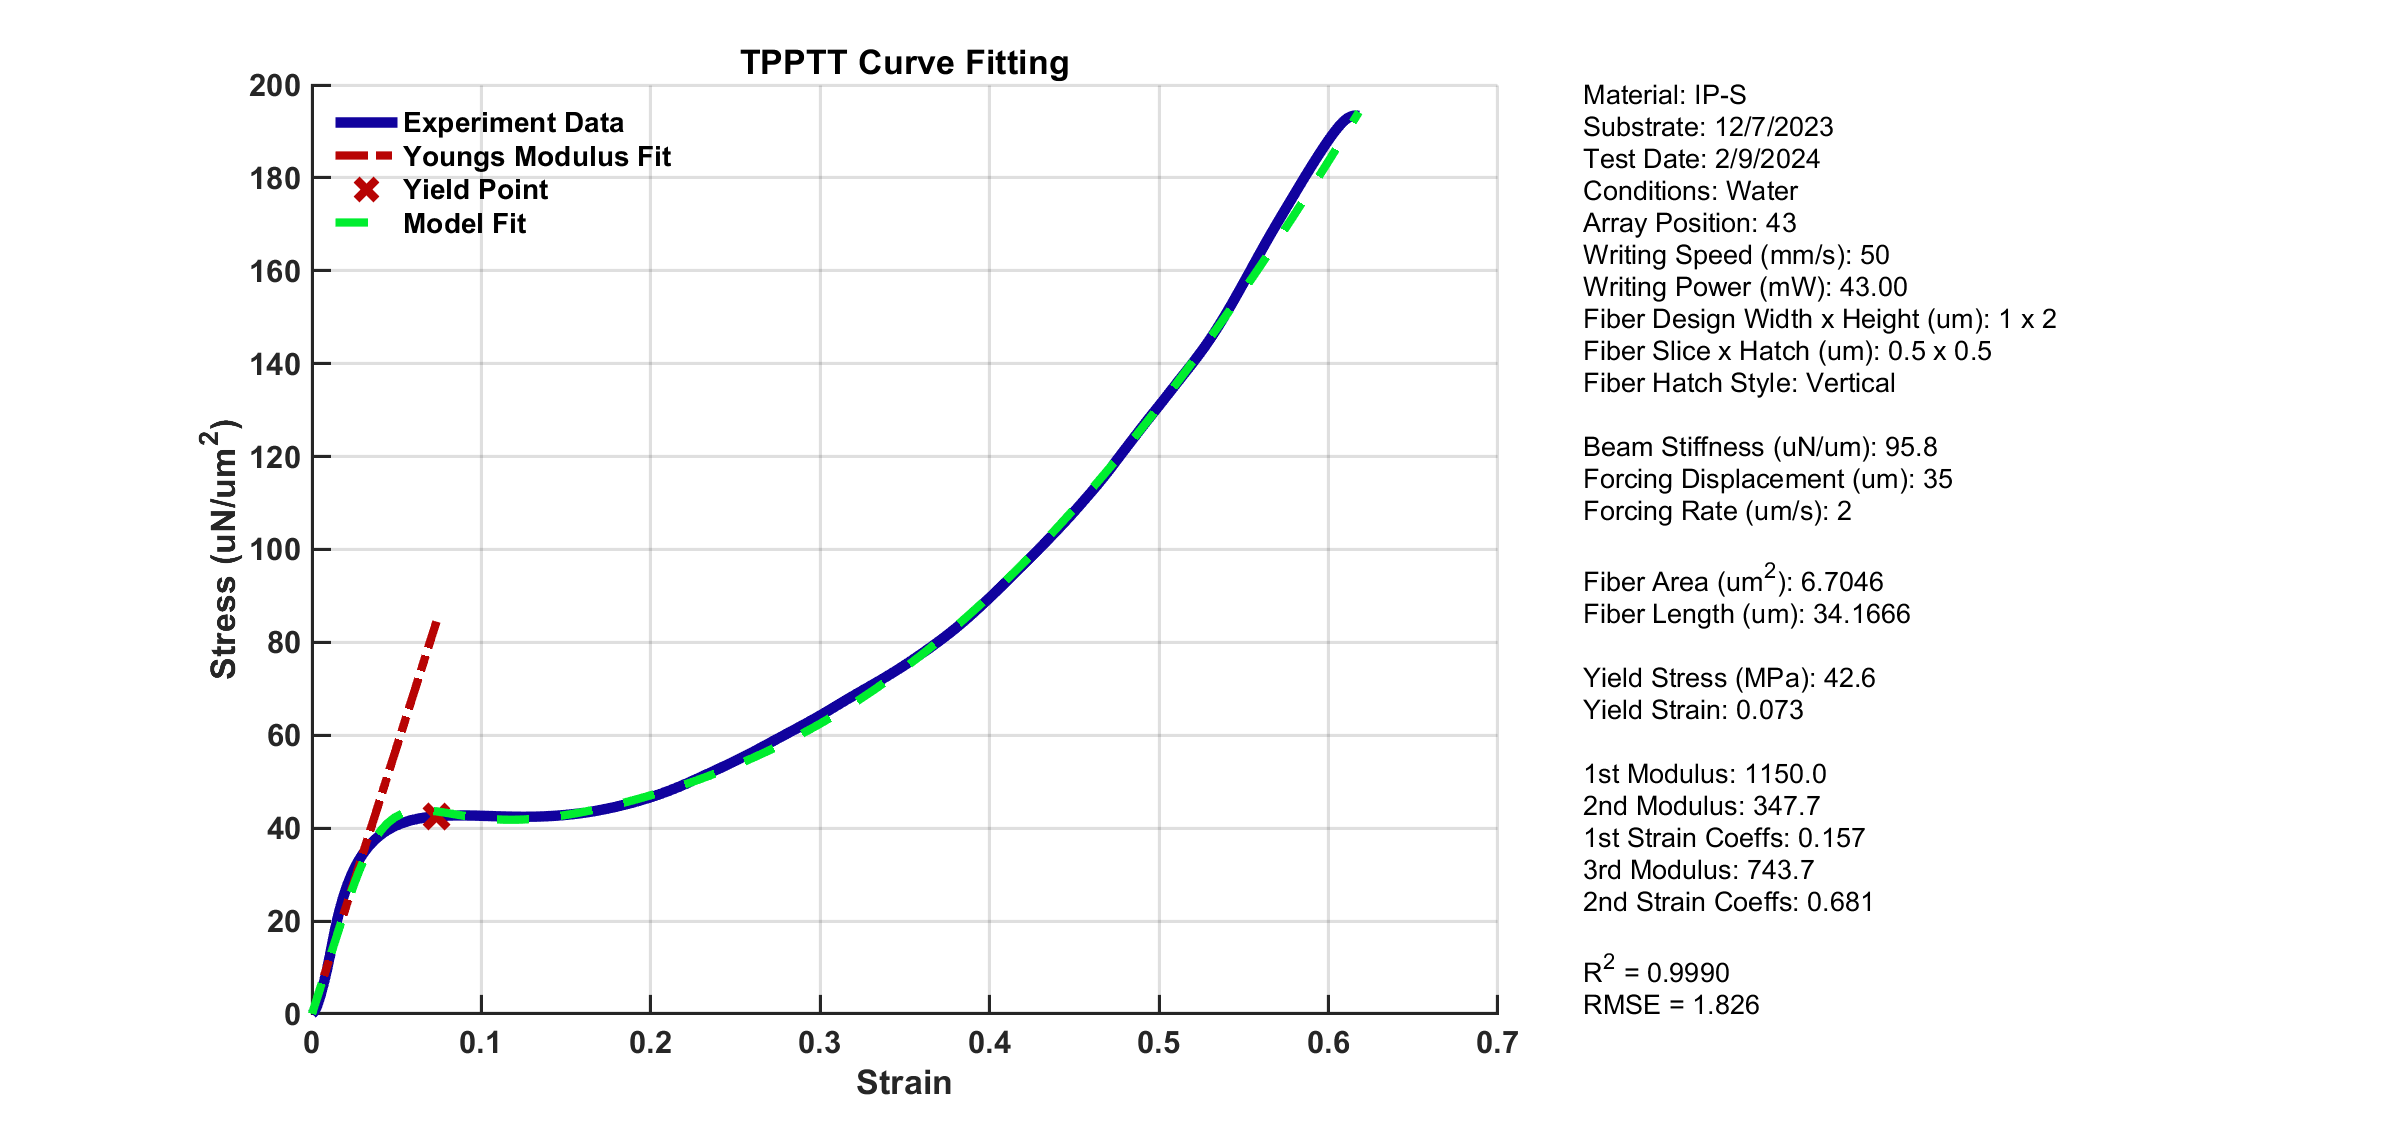 TPPTT Curve Fitting
200
180
160
140
120
100
80
60
40
20
0
Stress (uN/um²)
Experiment Data
Youngs Modulus Fit
Yield Point
Model Fit
0 0.1 0.2 0.3 0.4 0.5 0.6 0.7
Strain
Material: IP-S
Substrate: 12/7/2023
Test Date: 2/9/2024
Conditions: Water
Array Position: 43
Writing Speed (mm/s): 50
Writing Power (mW): 43.00
Fiber Design Width x Height (um): 1 x 2
Fiber Slice x Hatch (um): 0.5 x 0.5
Fiber Hatch Style: Vertical
Beam Stiffness (uN/um): 95.8
Forcing Displacement (um): 35
Forcing Rate (um/s): 2
Fiber Area (um²): 6.7046
Fiber Length (um): 34.1666
Yield Stress (MPa): 42.6
Yield Strain: 0.073
1st Modulus: 1150.0
2nd Modulus: 347.7
1st Strain Coeffs: 0.157
3rd Modulus: 743.7
2nd Strain Coeffs: 0.681
R² = 0.9990
RMSE = 1.826